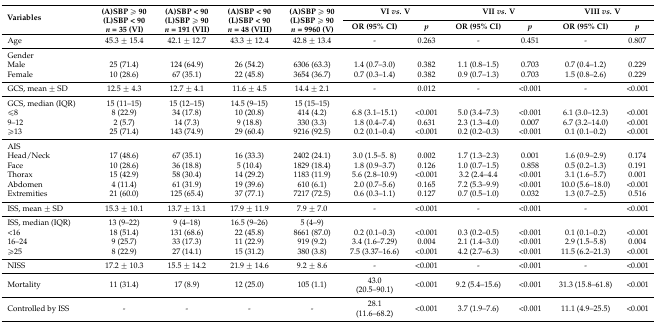 Variables (A)SBP ⩾ 90 (L)SBP < 90 n = 35 (VI) (A)SBP < 90 (L)SBP ⩾ 90 n = 191 (VII) (A)SBP < 90 (L)SBP < 90 n = 48 (VIII) (A)SBP ⩾ 90 (L)SBP ⩾ 90 n = 9960 (V) VI vs. V VII vs. V VIII vs. V
OR (95% CI) p OR (95% CI) p OR (95% CI) p
Age 45.3 ± 15.4 42.1 ± 12.7 43.3 ± 12.4 42.8 ± 13.4 - 0.263 - 0.451 - 0.807
Gender
Male 25 (71.4) 124 (64.9) 26 (54.2) 6306 (63.3) 1.4 (0.7–3.0) 0.382 1.1 (0.8–1.5) 0.703 0.7 (0.4–1.2) 0.229
Female 10 (28.6) 67 (35.1) 22 (45.8) 3654 (36.7) 0.7 (0.3–1.4) 0.382 0.9 (0.7–1.3) 0.703 1.5 (0.8–2.6) 0.229
GCS, mean ± SD 12.5 ± 4.3 12.7 ± 4.1 11.6 ± 4.5 14.4 ± 2.1 - 0.012 - <0.001 - <0.001
GCS, median (IQR) 15 (11–15) 15 (12–15) 14.5 (9–15) 15 (15–15)
⩽8 8 (22.9) 34 (17.8) 10 (20.8) 414 (4.2) 6.8 (3.1–15.1) <0.001 5.0 (3.4–7.3) <0.001 6.1 (3.0–12.3) <0.001
9–12 2 (5.7) 14 (7.3) 9 (18.8) 330 (3.3) 1.8 (0.4–7.4) 0.631 2.3 (1.3–4.0) 0.007 6.7 (3.2–14.0) <0.001
⩾13 25 (71.4) 143 (74.9) 29 (60.4) 9216 (92.5) 0.2 (0.1–0.4) <0.001 0.2 (0.2–0.3) <0.001 0.1 (0.1–0.2) <0.001
AIS
Head/Neck 17 (48.6) 67 (35.1) 16 (33.3) 2402 (24.1) 3.0 (1.5–5. 8) 0.002 1.7 (1.3–2.3) 0.001 1.6 (0.9–2.9) 0.174
Face 10 (28.6) 36 (18.8) 5 (10.4) 1829 (18.4) 1.8 (0.9–3.7) 0.126 1.0 (0.7–1.5) 0.858 0.5 (0.2–1.3) 0.191
Thorax 15 (42.9) 58 (30.4) 14 (29.2) 1183 (11.9) 5.6 (2.8–10.9) <0.001 3.2 (2.4–4.4 <0.001 3.1 (1.6–5.7) 0.001
Abdomen 4 (11.4) 61 (31.9) 19 (39.6) 610 (6.1) 2.0 (0.7–5.6) 0.165 7.2 (5.3–9.9) <0.001 10.0 (5.6–18.0) <0.001
Extremities 21 (60.0) 125 (65.4) 37 (77.1) 7217 (72.5) 0.6 (0.3–1.1) 0.127 0.7 (0.5–1.0) 0.032 1.3 (0.7–2.5) 0.516
ISS, mean ± SD 15.3 ± 10.1 13.7 ± 13.1 17.9 ± 11.9 7.9 ± 7.0 - <0.001 - <0.001 - <0.001
ISS, median (IQR) 13 (9–22) 9 (4–18) 16.5 (9–26) 5 (4–9)
<16 18 (51.4) 131 (68.6) 22 (45.8) 8661 (87.0) 0.2 (0.1–0.3) <0.001 0.3 (0.2–0.5) <0.001 0.1 (0.1–0.2) <0.001
16–24 9 (25.7) 33 (17.3) 11 (22.9) 919 (9.2) 3.4 (1.6–7.29) 0.004 2.1 (1.4–3.0) <0.001 2.9 (1.5–5.8) 0.004
⩾25 8 (22.9) 27 (14.1) 15 (31.2) 380 (3.8) 7.5 (3.37–16.6) <0.001 4.2 (2.7–6.3) <0.001 11.5 (6.2–21.3) <0.001
NISS 17.2 ± 10.3 15.5 ± 14.2 21.9 ± 14.6 9.2 ± 8.6 - <0.001 - <0.001 - <0.001
Mortality 11 (31.4) 17 (8.9) 12 (25.0) 105 (1.1) 43.0 (20.5–90.1) <0.001 9.2 (5.4–15.6) <0.001 31.3 (15.8–61.8) <0.001
Controlled by ISS - - - - 28.1 (11.6–68.2) <0.001 3.7 (1.9–7.6) <0.001 11.1 (4.9–25.5) <0.001